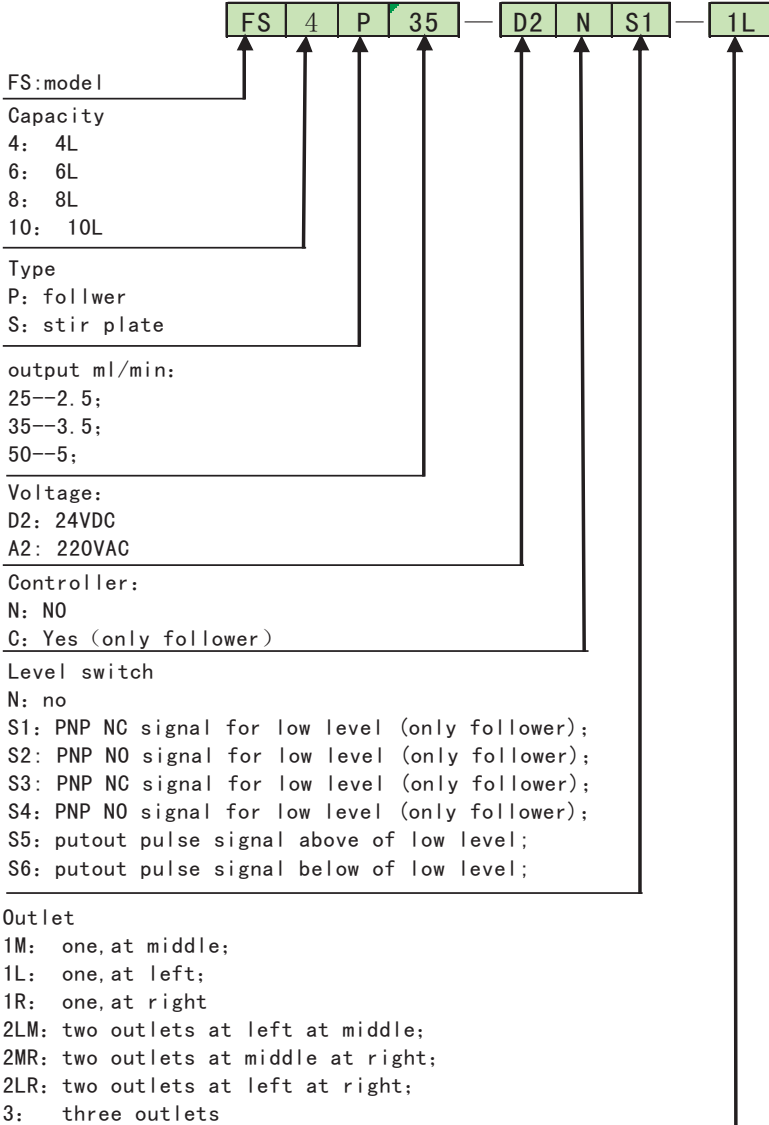 FS 4 P 35 — D2 N S1 — 1L
FS:model
Capacity
4: 4L
6: 6L
8: 8L
10: 10L
Type
P: follwer
S: stir plate
output ml/min:
25--2.5;
35--3.5;
50--5;
Voltage:
D2: 24VDC
A2: 220VAC
Controller:
N: NO
C: Yes (only follower)
Level switch
N: no
S1: PNP NC signal for low level (only follower);
S2: PNP NO signal for low level (only follower);
S3: PNP NC signal for low level (only follower);
S4: PNP NO signal for low level (only follower);
S5: putout pulse signal above of low level;
S6: putout pulse signal below of low level;
Outlet
1M: one,at middle;
1L: one,at left;
1R: one,at right
2LM: two outlets at left at middle;
2MR: two outlets at middle at right;
2LR: two outlets at left at right;
3: three outlets